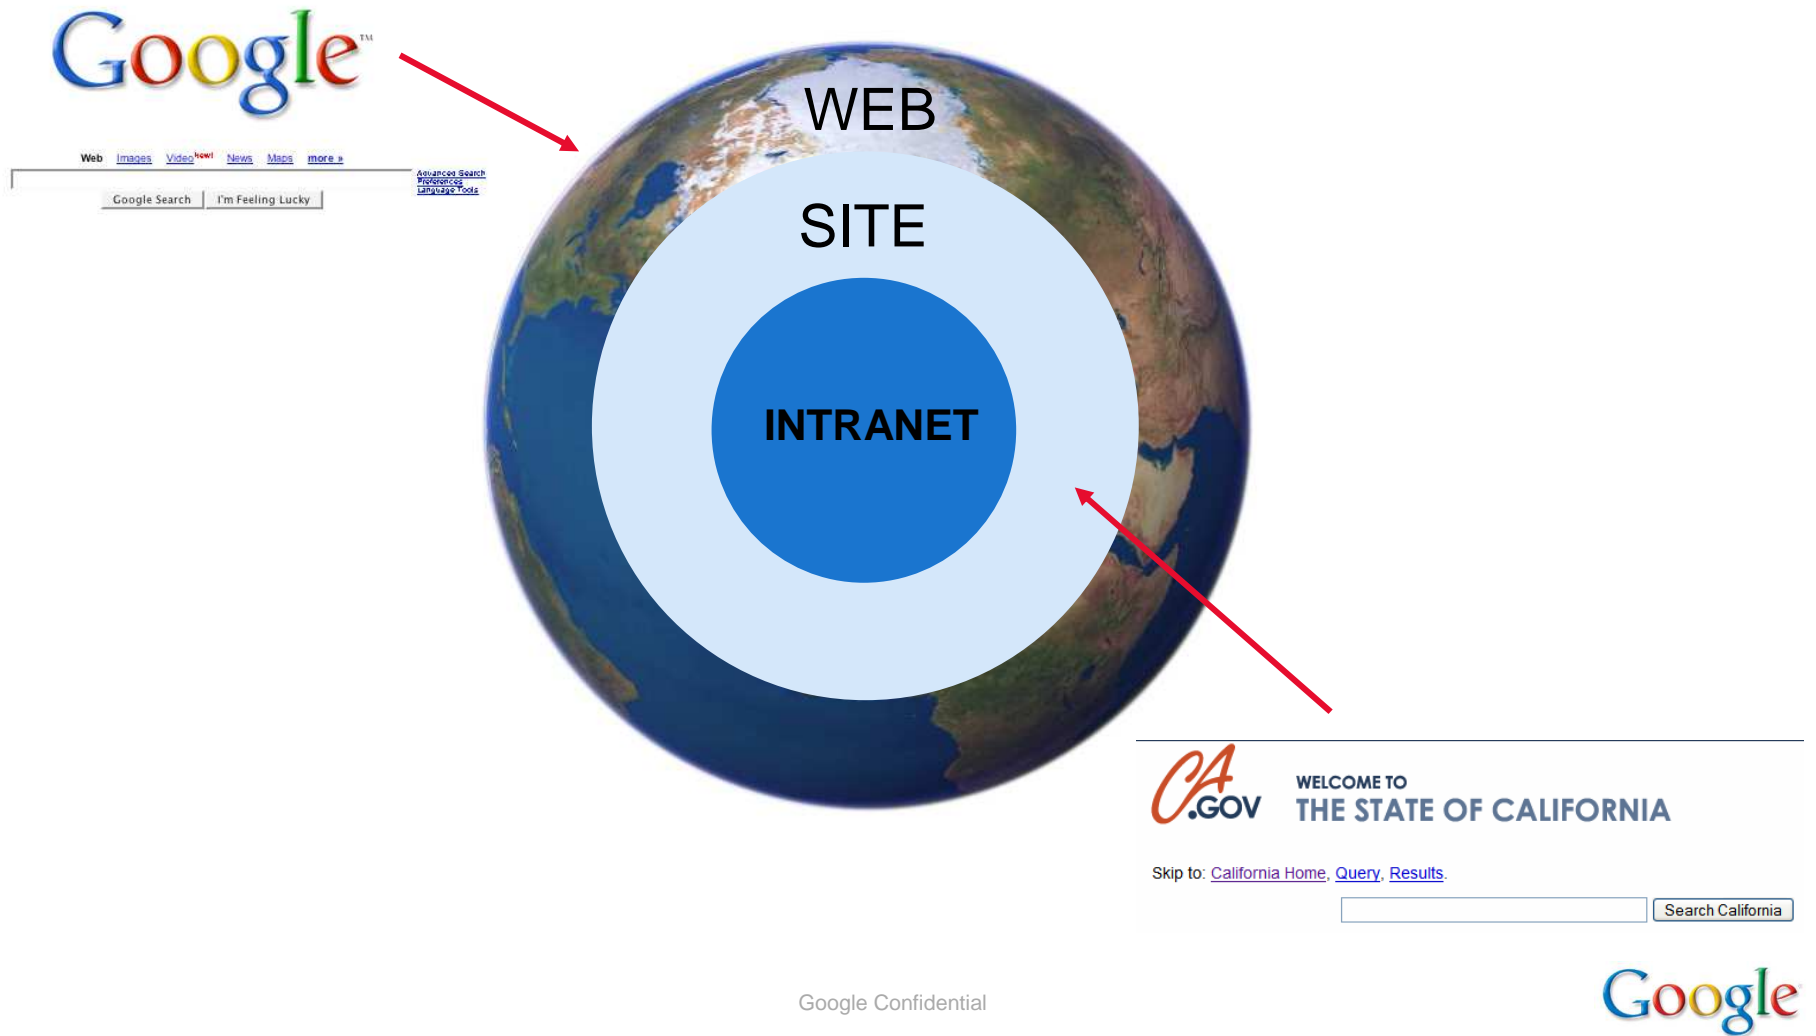 Google™
Web Images Video New! News Maps more »
Advanced Search
Preferences
Language Tools
Google Search I'm Feeling Lucky
WEB
SITE
INTRANET
CA.GOV
WELCOME TO
THE STATE OF CALIFORNIA
Skip to: California Home, Query, Results.
Search California
Google Confidential
Google